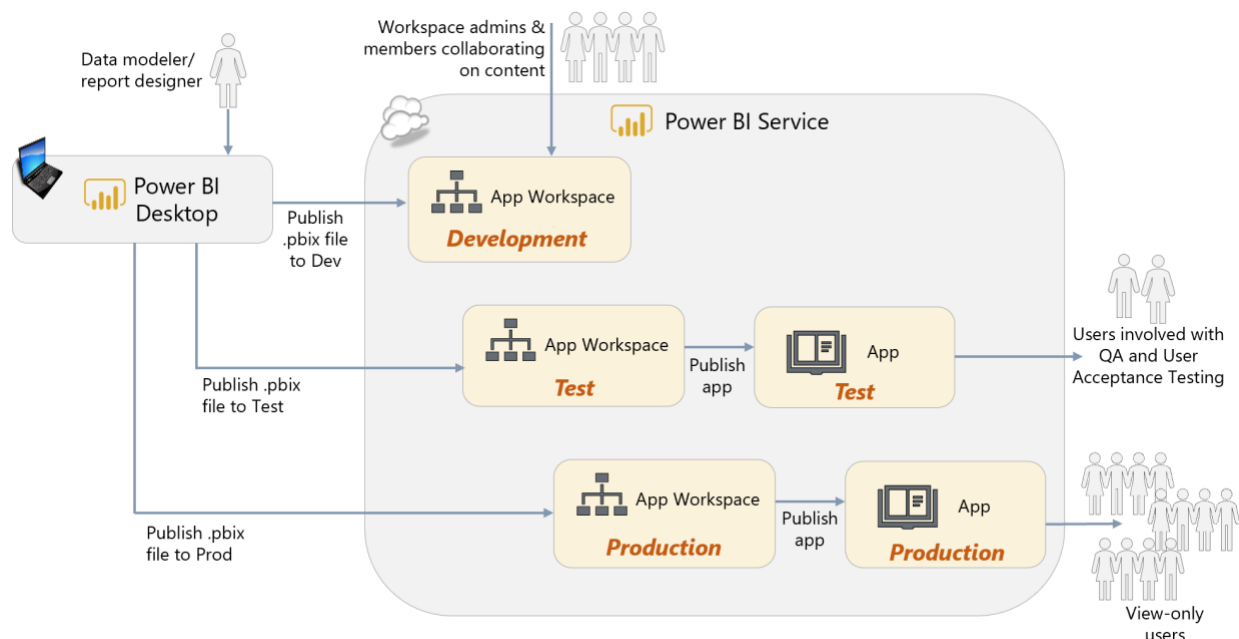 Data modeler/
report designer
Workspace admins &
members collaborating
on content
Power BI Service
Power BI
Desktop
Publish
.pbix file
to Dev
App Workspace
Development
Publish .pbix
file to Test
App Workspace
Test
Publish
app
App
Test
Users involved with
QA and User
Acceptance Testing
Publish .pbix
file to Prod
App Workspace
Production
Publish
app
App
Production
View-only
users